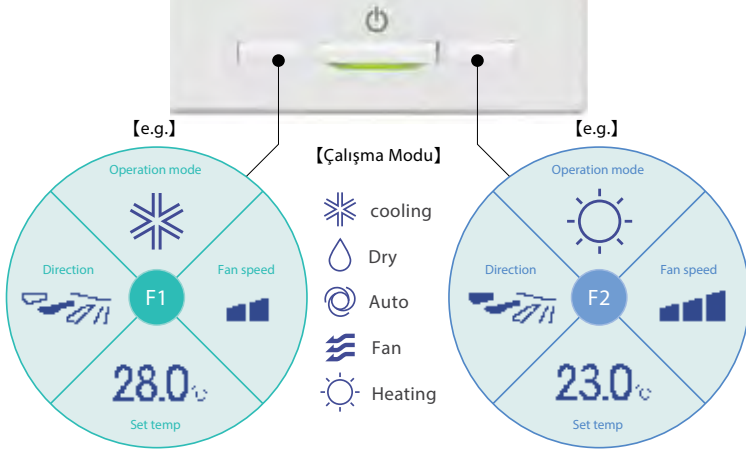 【e.g.】
Operation mode
Direction
Fan speed
F1
28.0℃
Set temp
【Çalışma Modu】
cooling
Dry
Auto
Fan
Heating
【e.g.】
Operation mode
Direction
Fan speed
F2
23.0℃
Set temp